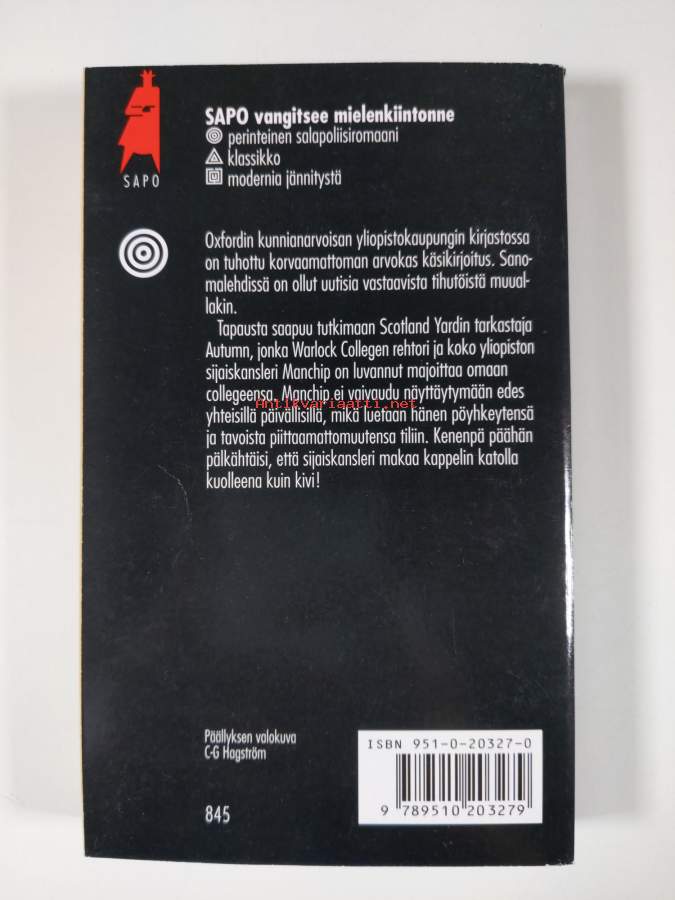 SAPO
SAPO vangitsee mielenkiintonne
perinteinen salapoliisiromaani
klassikko
modernia jännitystä
Oxfordin kunnianarvoisan yliopistokaupungin kirjastossa
on tuhottu korvaamattoman arvokas käsikirjoitus. Sano-
malehdissä on ollut uutisia vastaavista tihutöistä muual-
lakin.
Tapausta saapuu tutkimaan Scotland Yardin tarkastaja
Autumn, jonka Warlock Collegen rehtori ja koko yliopiston
sijaiskansleri Manchip on luvannut majoittaa omaan
collegeensa. Manchip ei vaivaudu näyttäytymään edes
Antikvariaatti.net
yhteisillä päivällisillä, mikä luetaan hänen pöyhkeytensä
ja tavoista piittaamattomuutensa tiliin. Kenenpä päähän
pälkähtäisi, että sijaiskansleri makaa kappelin katolla
kuolleena kuin kivi!
Päällyksen valokuva
C-G Hagström
845
ISBN 951-0-20327-0
9 789510 203279